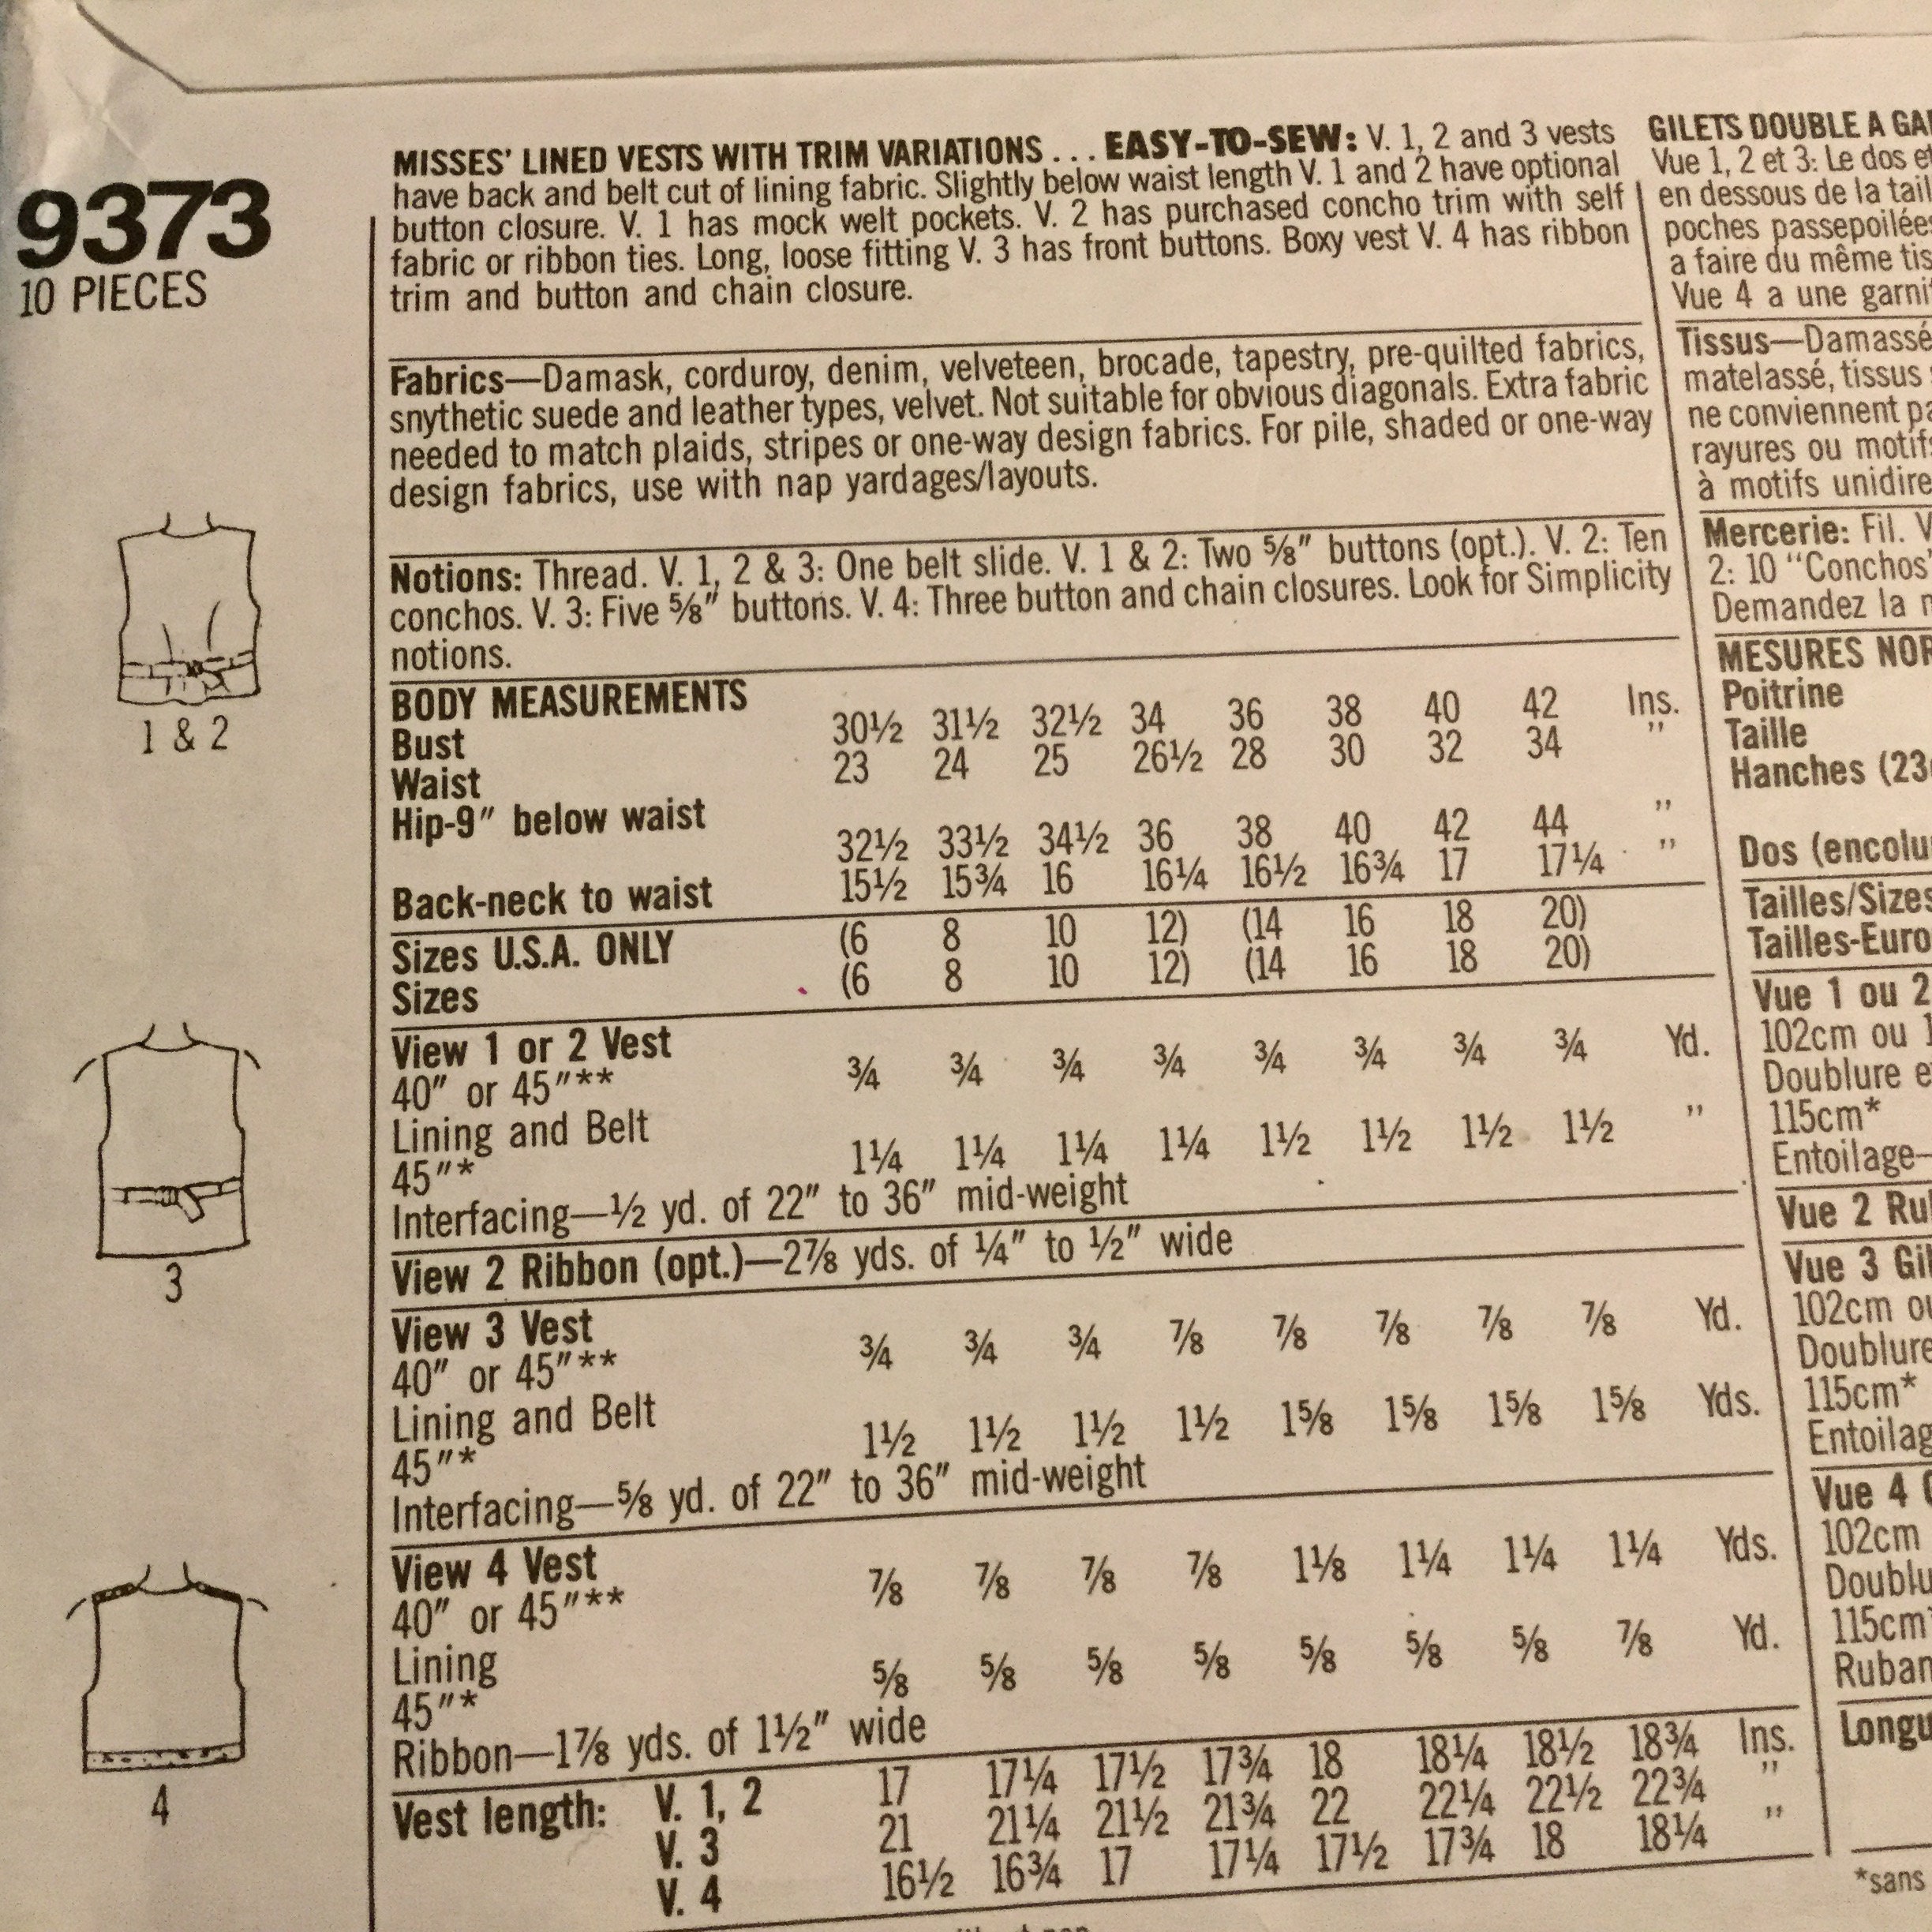 9373
10 PIECES
1 & 2
3
4
MISSES' LINED VESTS WITH TRIM VARIATIONS . . . EASY-TO-SEW: V. 1, 2 and 3 vests
have back and belt cut of lining fabric. Slightly below waist length V. 1 and 2 have optional
button closure. V. 1 has mock welt pockets. V. 2 has purchased concho trim with self
fabric or ribbon ties. Long, loose fitting V. 3 has front buttons. Boxy vest V. 4 has ribbon
trim and button and chain closure.
Fabrics—Damask, corduroy, denim, velveteen, brocade, tapestry, pre-quilted fabrics,
snythetic suede and leather types, velvet. Not suitable for obvious diagonals. Extra fabric
needed to match plaids, stripes or one-way design fabrics. For pile, shaded or one-way
design fabrics, use with nap yardages/layouts.
Notions: Thread. V. 1, 2 & 3: One belt slide. V. 1 & 2: Two ⅝″ buttons (opt.). V. 2: Ten
conchos. V. 3: Five ⅝″ buttons. V. 4: Three button and chain closures. Look for Simplicity
notions.
BODY MEASUREMENTS
Bust 30½ 31½ 32½ 34 36 38 40 42 Ins.
Waist 23 24 25 26½ 28 30 32 34 ″
Hip-9″ below waist
32½ 33½ 34½ 36 38 40 42 44 ″
Back-neck to waist 15½ 15¾ 16 16¼ 16½ 16¾ 17 17¼ ″
Sizes U.S.A. ONLY (6 8 10 12) (14 16 18 20)
Sizes (6 8 10 12) (14 16 18 20)
View 1 or 2 Vest
40″ or 45″** ¾ ¾ ¾ ¾ ¾ ¾ ¾ ¾ Yd.
Lining and Belt
45″* 1¼ 1¼ 1¼ 1¼ 1½ 1½ 1½ 1½ ″
Interfacing—½ yd. of 22″ to 36″ mid-weight
View 2 Ribbon (opt.)—2⅞ yds. of ¼″ to ½″ wide
View 3 Vest
40″ or 45″** ¾ ¾ ¾ ⅞ ⅞ ⅞ ⅞ ⅞ Yd.
Lining and Belt
45″* 1½ 1½ 1½ 1½ 1⅝ 1⅝ 1⅝ 1⅝ Yds.
Interfacing—⅝ yd. of 22″ to 36″ mid-weight
View 4 Vest
40″ or 45″** ⅞ ⅞ ⅞ ⅞ 1⅛ 1¼ 1¼ 1¼ Yds.
Lining
45″* ⅝ ⅝ ⅝ ⅝ ⅝ ⅝ ⅝ ⅞ Yd.
Ribbon—1⅞ yds. of 1½″ wide
Vest length: V. 1, 2 17 17¼ 17½ 17¾ 18 18¼ 18½ 18¾ Ins.
V. 3 21 21¼ 21½ 21¾ 22 22¼ 22½ 22¾ ″
V. 4 16½ 16¾ 17 17¼ 17½ 17¾ 18 18¼ ″
GILETS DOUBLE A
Vue 1, 2 et 3: Le dos
en dessous de la
poches
a faire du même
Vue 4 a une
Tissus—Damassé
matelassé, tissus
ne conviennent
rayures ou
à motifs
Mercerie: Fil.
2: 10 "Conchos
Demandez la
MESURES
Poitrine
Taille
Hanches
Dos
Tailles/Sizes
Vue 1 ou 2
102cm ou
Doublure
115cm*
Entoilage
Vue 2
Vue 3
102cm
Doublure
115cm*
Vue 4
102cm
115cm
*sans